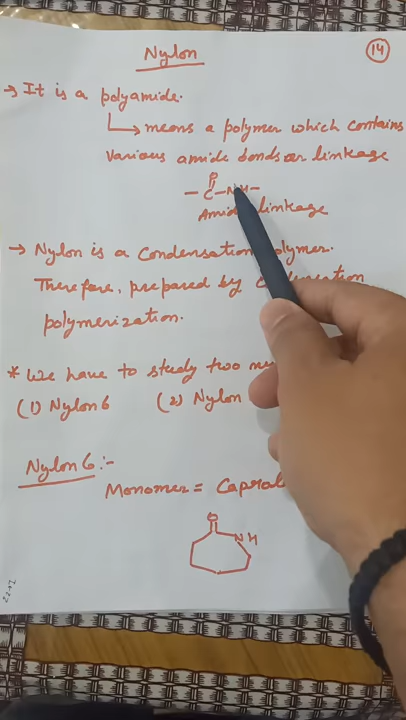 Nylon
14
→ It is a polyamide.
↳ means a polymer which contains
various amide bonds or linkage
O
– C – NH –
Amide linkage
→ Nylon is a condensation polymer.
Therefore, prepared by condensation
polymerization.
* We have to study two
(1) Nylon 6 (2) Nylon
Nylon 6 :-
Monomer = Caprol
O
NH